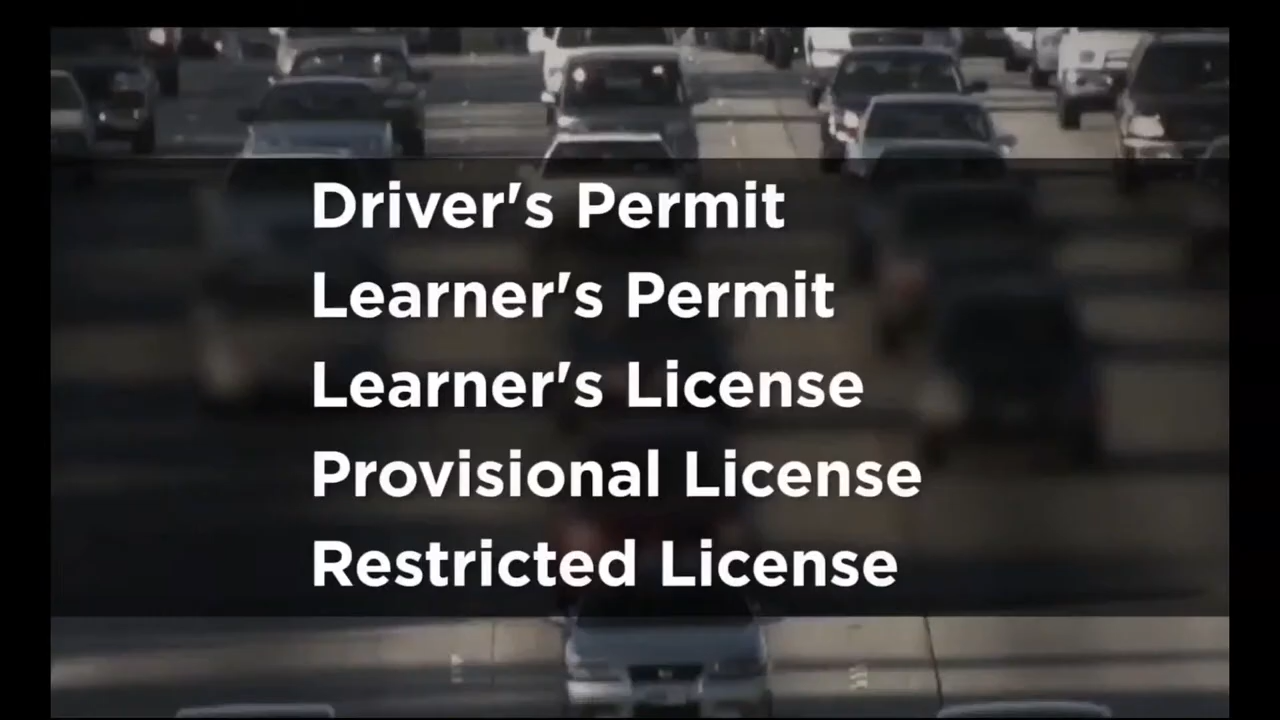 Driver's Permit
Learner's Permit
Learner's License
Provisional License
Restricted License